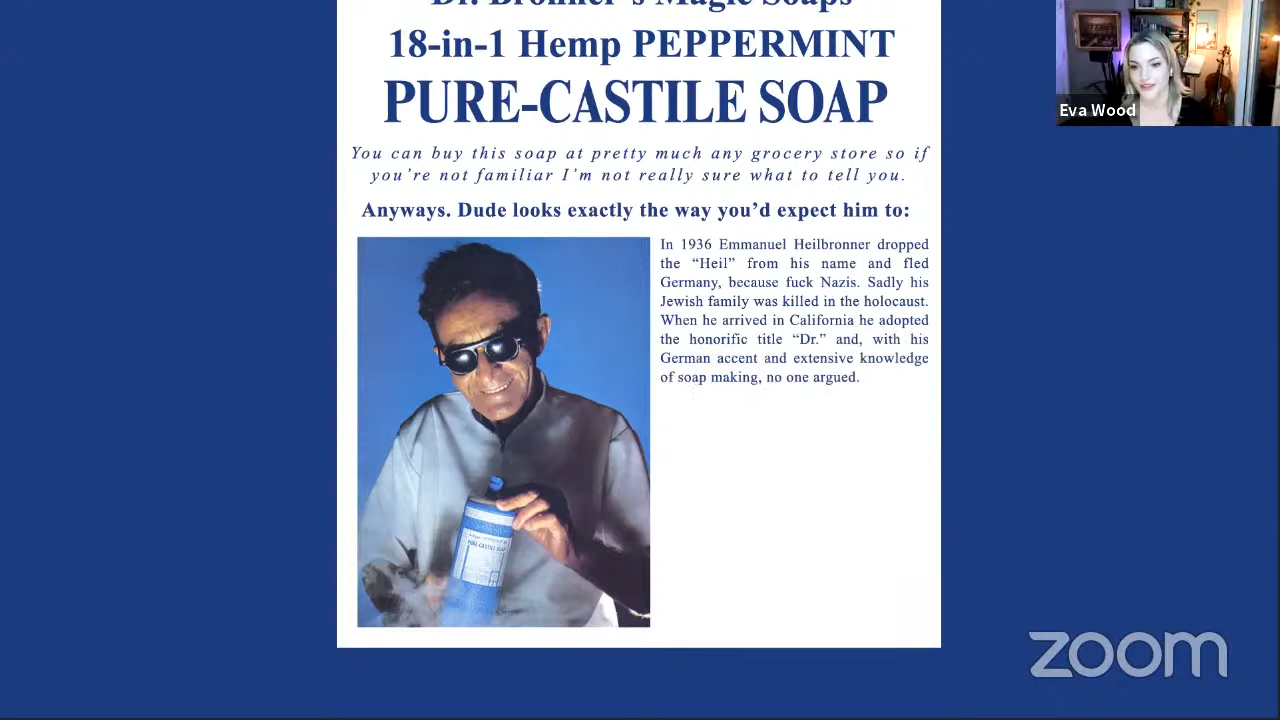 Dr. Bronner's Magic Soaps
18-in-1 Hemp PEPPERMINT
PURE-CASTILE SOAP
You can buy this soap at pretty much any grocery store so if
you're not familiar I'm not really sure what to tell you.
Anyways. Dude looks exactly the way you'd expect him to:
In 1936 Emmanuel Heilbronner dropped
the “Heil” from his name and fled
Germany, because fuck Nazis. Sadly his
Jewish family was killed in the holocaust.
When he arrived in California he adopted
the honorific title “Dr.” and, with his
German accent and extensive knowledge
of soap making, no one argued.
PURE-CASTILE SOAP
Eva Wood
zoom